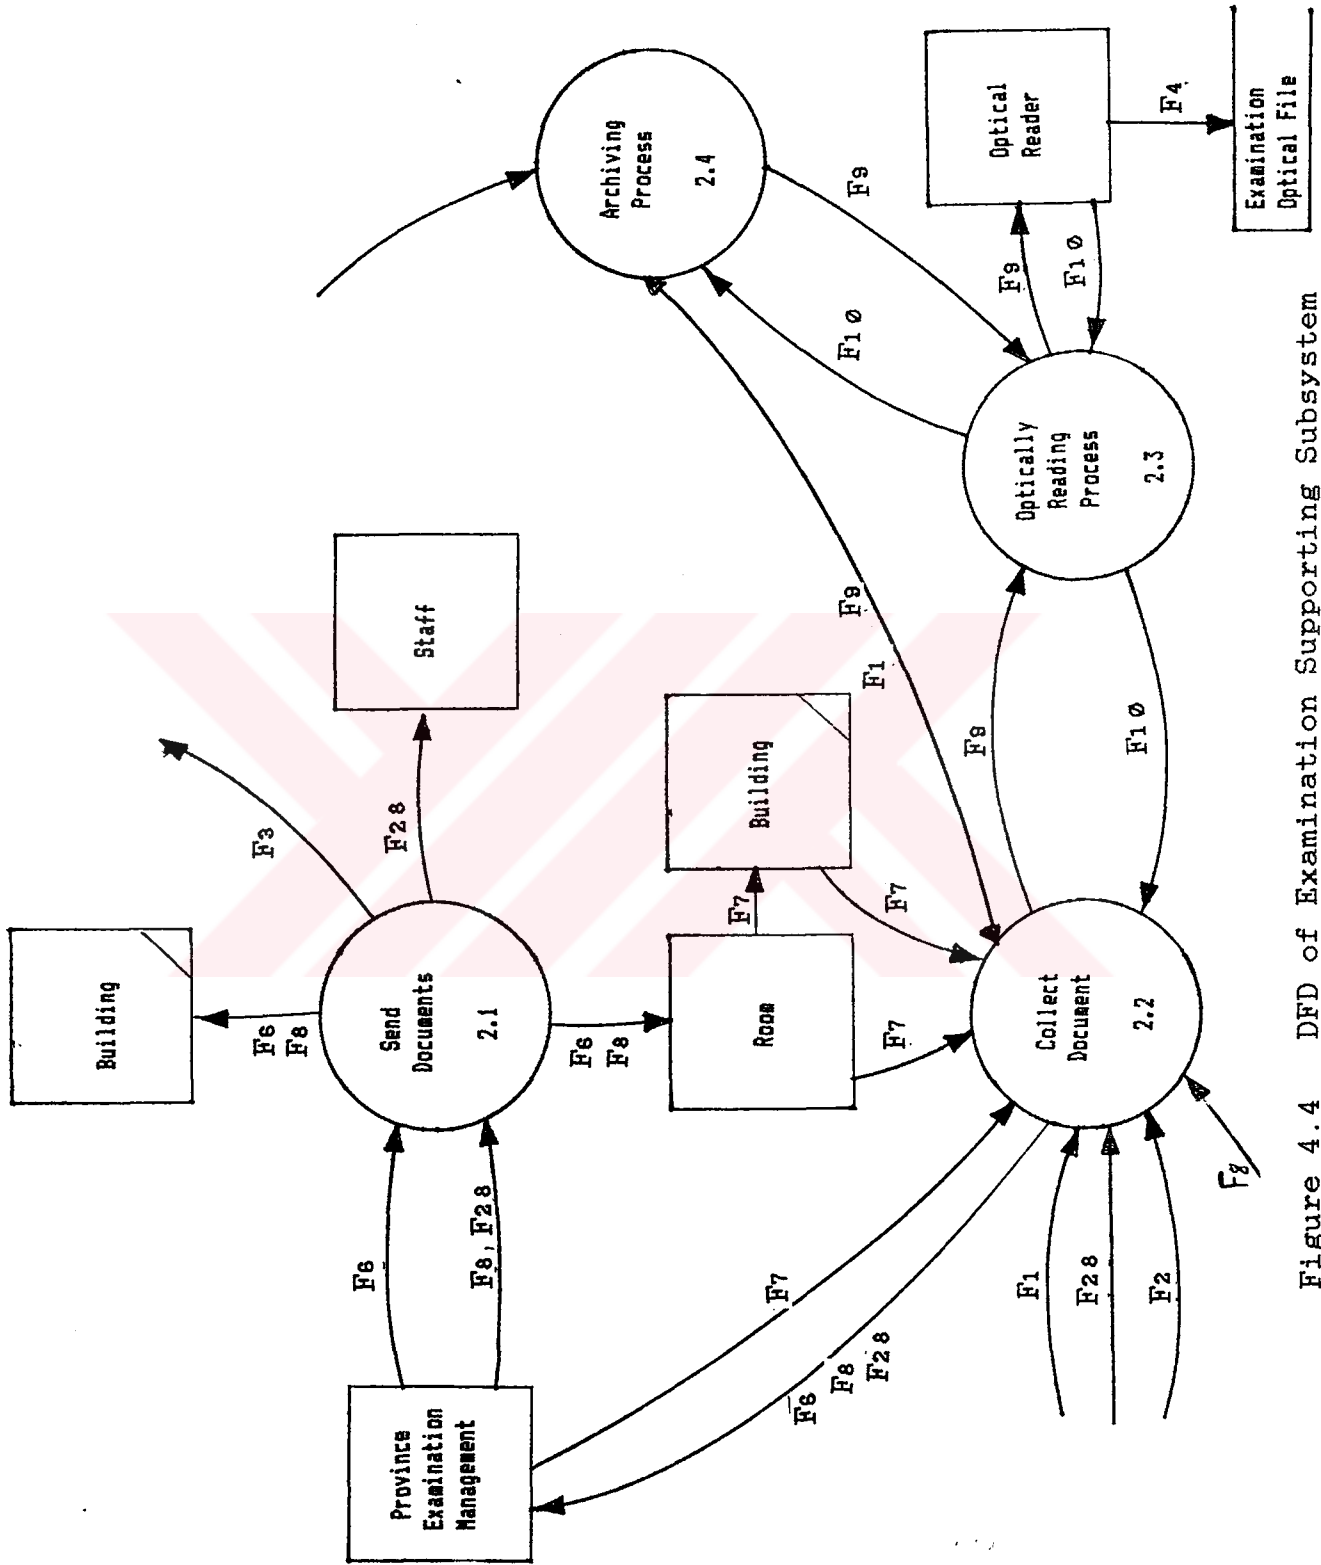 Building
F6
F8
F3
Send
Documents
2.1
F28
Staff
F6
F8, F28
Province
Examination
Management
F6
F8
Room
F7
Building
F7
F7
F7
F6
F8
F28
Collect
Document
2.2
F1
F28
F2
F8
F1
F9
F9
F10
Optically
Reading
Process
2.3
F10
F9
Archiving
Process
2.4
F9
F10
Optical
Reader
F4
Examination
Optical File
Figure 4.4 DFD of Examination Supporting Subsystem